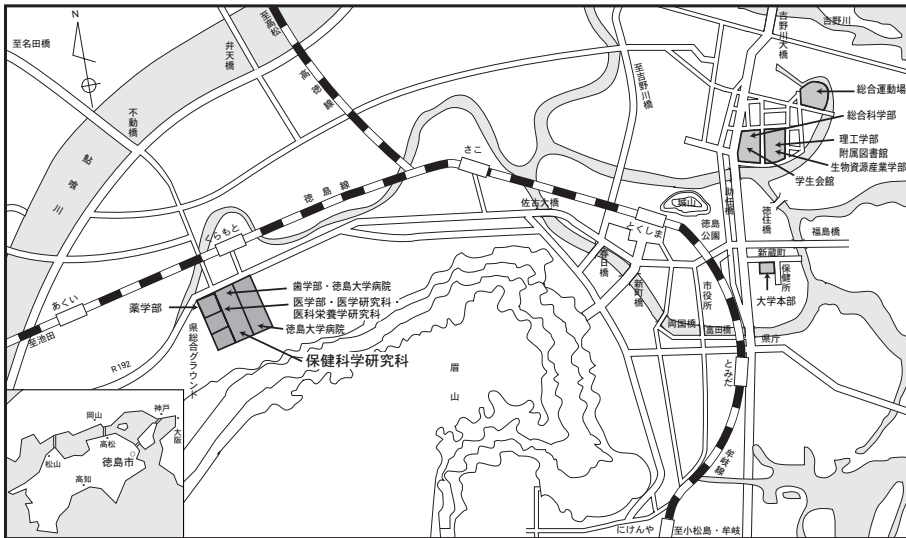 N
至名田橋
弁天橋
至高松
高徳線
不動橋
鮎喰川
吉野川大橋
吉野川
至吉野川橋
総合運動場
総合科学部
理工学部
附属図書館
生物資源産業学部
学生会館
さこ
徳島線
佐古大橋
城山
徳島公園
助任橋
徳住橋
福島橋
くらもと
とくしま
春日橋
新町橋
市役所
新蔵町
保健所
大学本部
あくい
至池田
薬学部
歯学部・徳島大学病院
医学部・医学研究科・
医科栄養学研究科
徳島大学病院
保健科学研究科
県総合グラウンド
R192
両国橋
富田橋
県庁
とみだ
眉山
牟岐線
にけんや
至小松島・牟岐
岡山
神戸
大阪
高松
松山
徳島市
高知